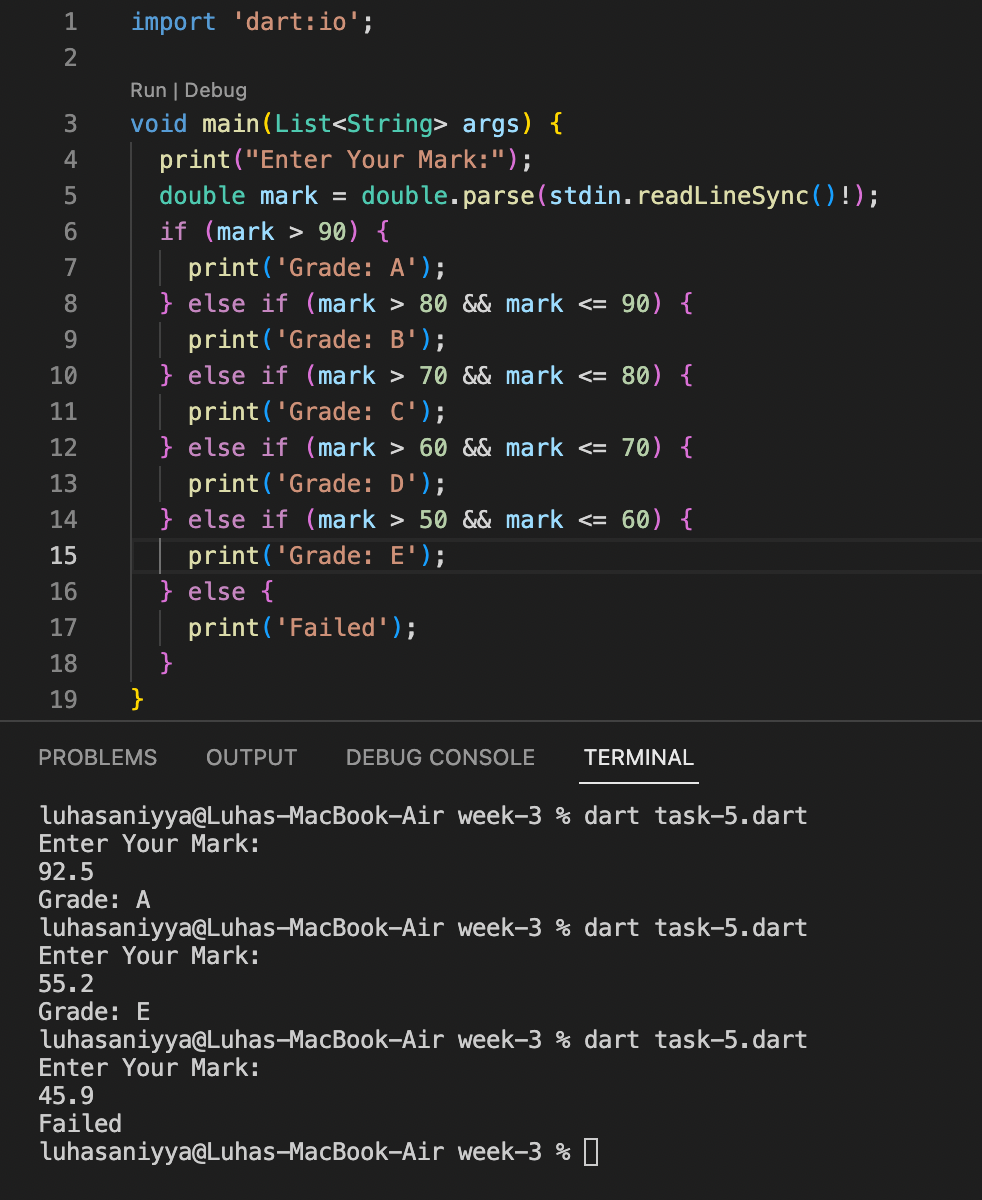 1 import 'dart:io';
2
Run | Debug
3 void main(List<String> args) {
4   print("Enter Your Mark:");
5   double mark = double.parse(stdin.readLineSync()!);
6   if (mark > 90) {
7     print('Grade: A');
8   } else if (mark > 80 && mark <= 90) {
9     print('Grade: B');
10   } else if (mark > 70 && mark <= 80) {
11     print('Grade: C');
12   } else if (mark > 60 && mark <= 70) {
13     print('Grade: D');
14   } else if (mark > 50 && mark <= 60) {
15     print('Grade: E');
16   } else {
17     print('Failed');
18   }
19 }
PROBLEMS OUTPUT DEBUG CONSOLE TERMINAL
luhasaniyya@Luhas-MacBook-Air week-3 % dart task-5.dart
Enter Your Mark:
92.5
Grade: A
luhasaniyya@Luhas-MacBook-Air week-3 % dart task-5.dart
Enter Your Mark:
55.2
Grade: E
luhasaniyya@Luhas-MacBook-Air week-3 % dart task-5.dart
Enter Your Mark:
45.9
Failed
luhasaniyya@Luhas-MacBook-Air week-3 %